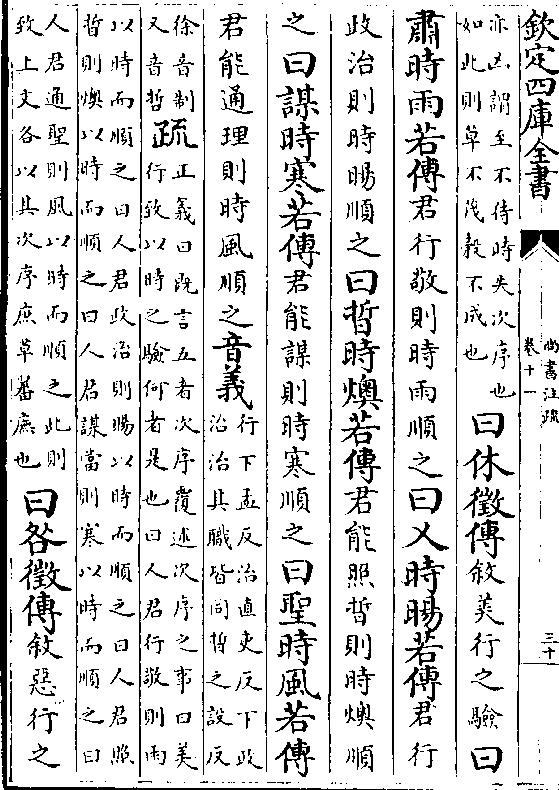 欽定四庫全書
尚書注疏
卷十一
三十
亦凶謂至不待時失次序也
如此則草不茂穀不成也
曰休徵傳敘美行之驗曰
肅時雨若傳君行敬則時雨順之曰乂時暘若傳君行
政治則時暘順之曰晢時燠若傳君能照晢則時燠順
之曰謀時寒若傳君能謀則時寒順之曰聖時風若傳
君能通理則時風順之音義
行下孟反治直吏反下政
治治其職皆同晢之設反
徐音制
又音哲
疏
正義曰既言五者次序覆述次序之事曰美
行致以時之驗何者是也曰人君行敬則雨
以時而順之曰人君政治則暘以時而順之曰人君照
晢則燠以時而順之曰人君謀當則寒以時而順之曰
人君通聖則風以時而順之此則
致上文各以其次序庶草蕃廡也
曰咎徵傳敘惡行之